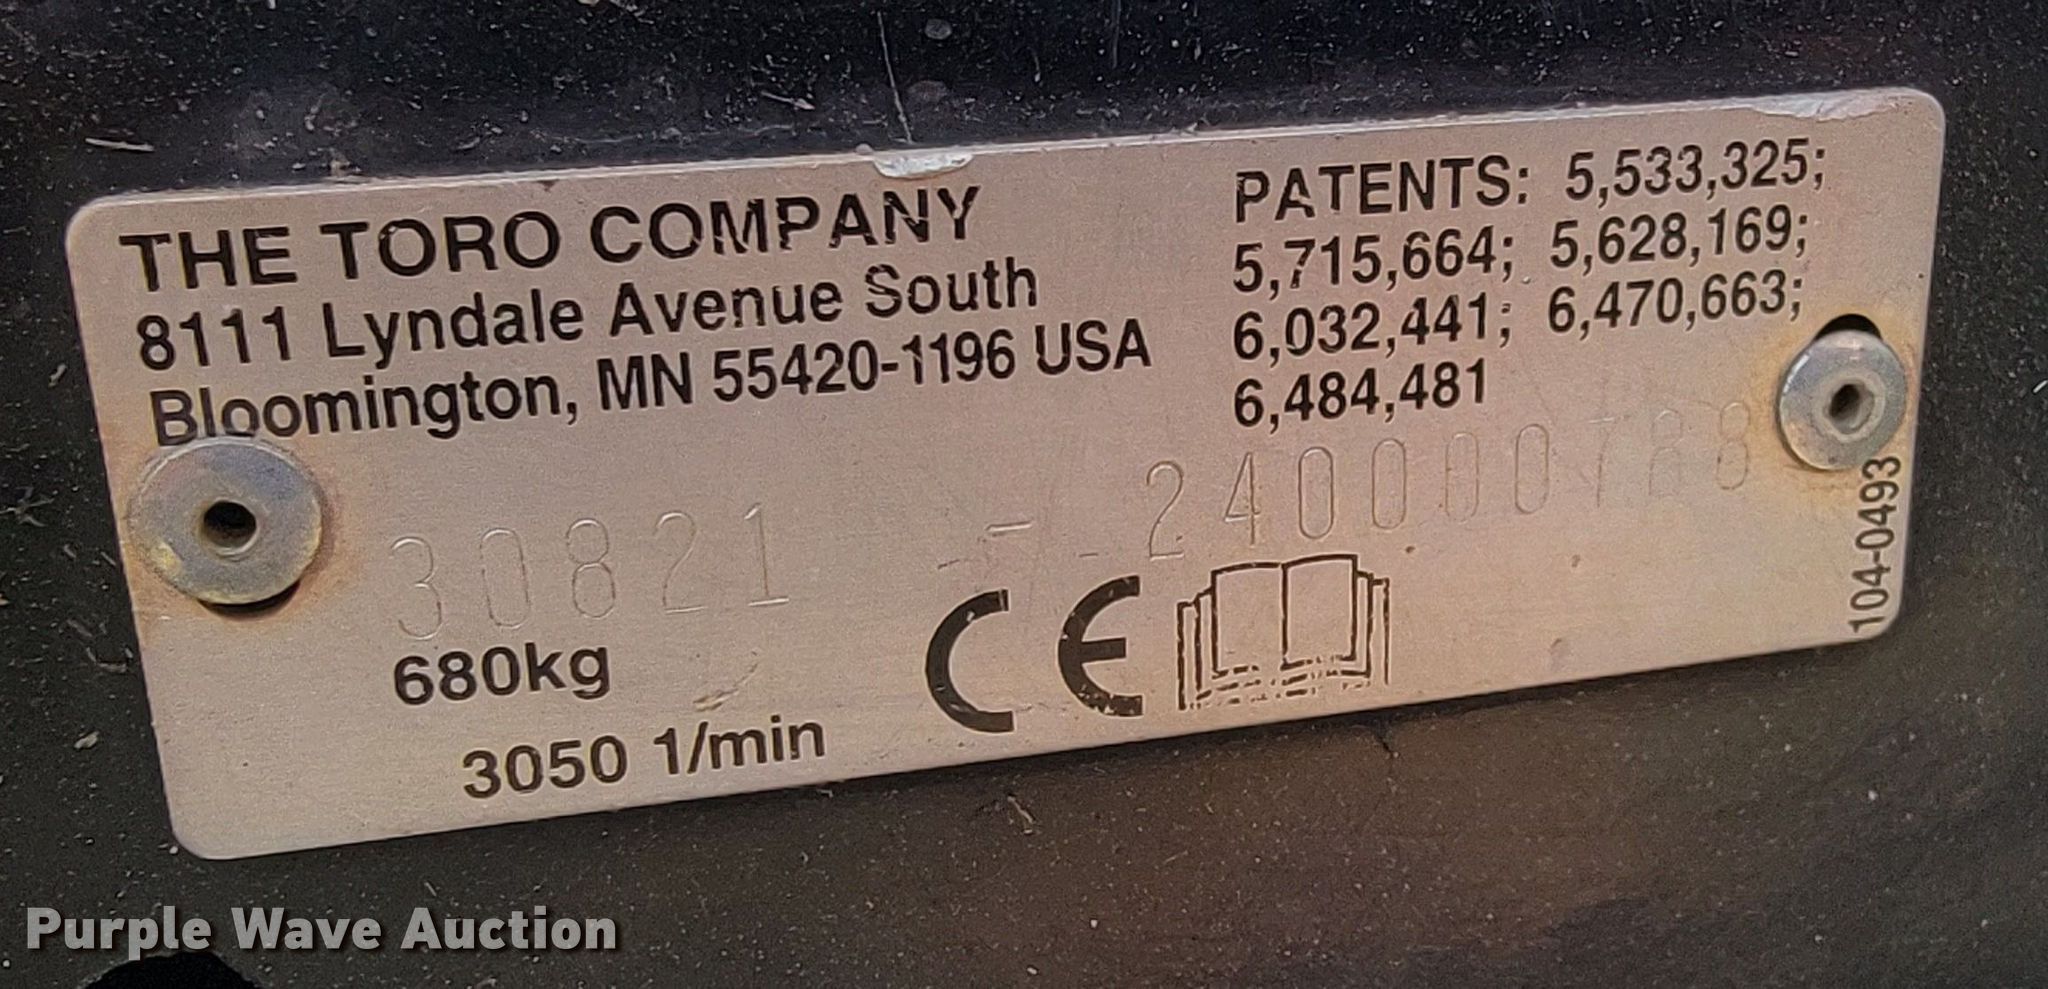 THE TORO COMPANY
8111 Lyndale Avenue South
Bloomington, MN 55420-1196 USA
PATENTS: 5,533,325;
5,715,664; 5,628,169;
6,032,441; 6,470,663;
6,484,481
30821 - 240000788
680kg
3050 1/min
CE
104-0493
Purple Wave Auction